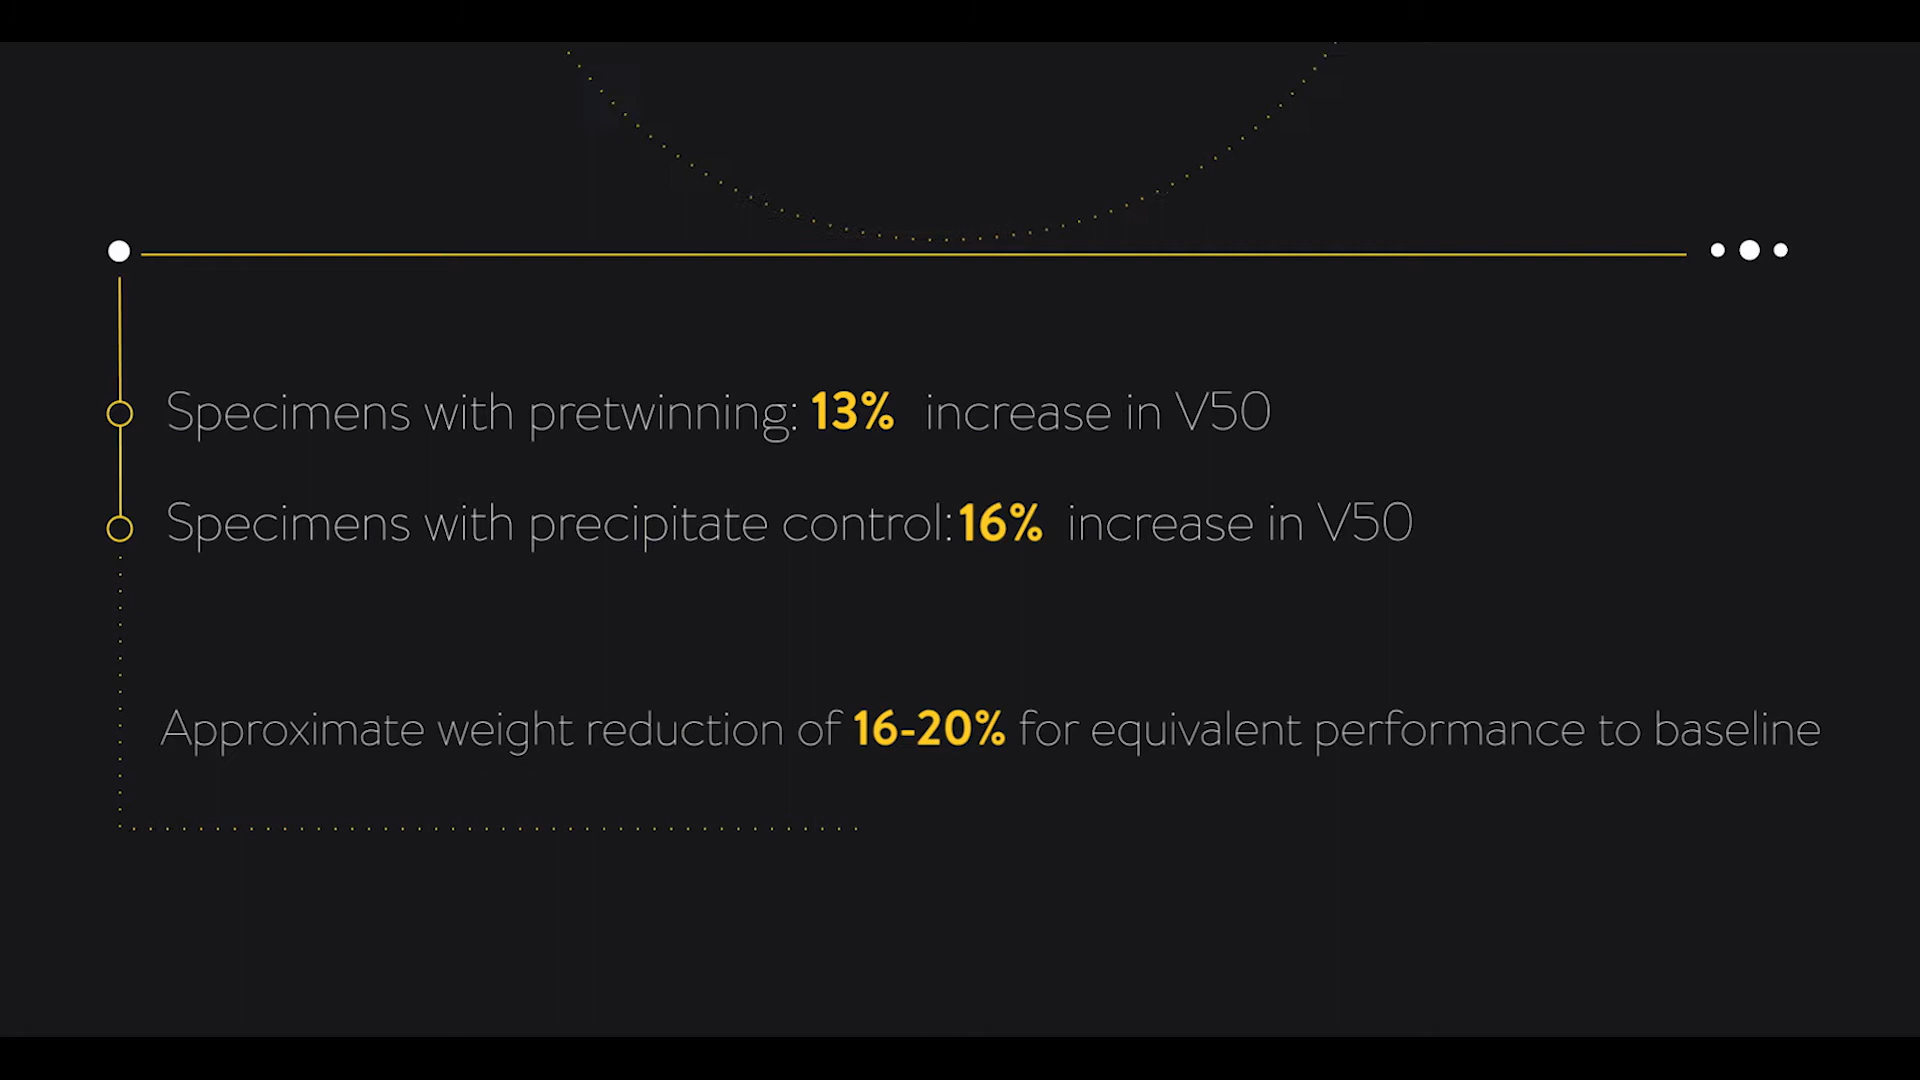 Specimens with pretwinning: 13% increase in V50
Specimens with precipitate control: 16% increase in V50
Approximate weight reduction of 16-20% for equivalent performance to baseline